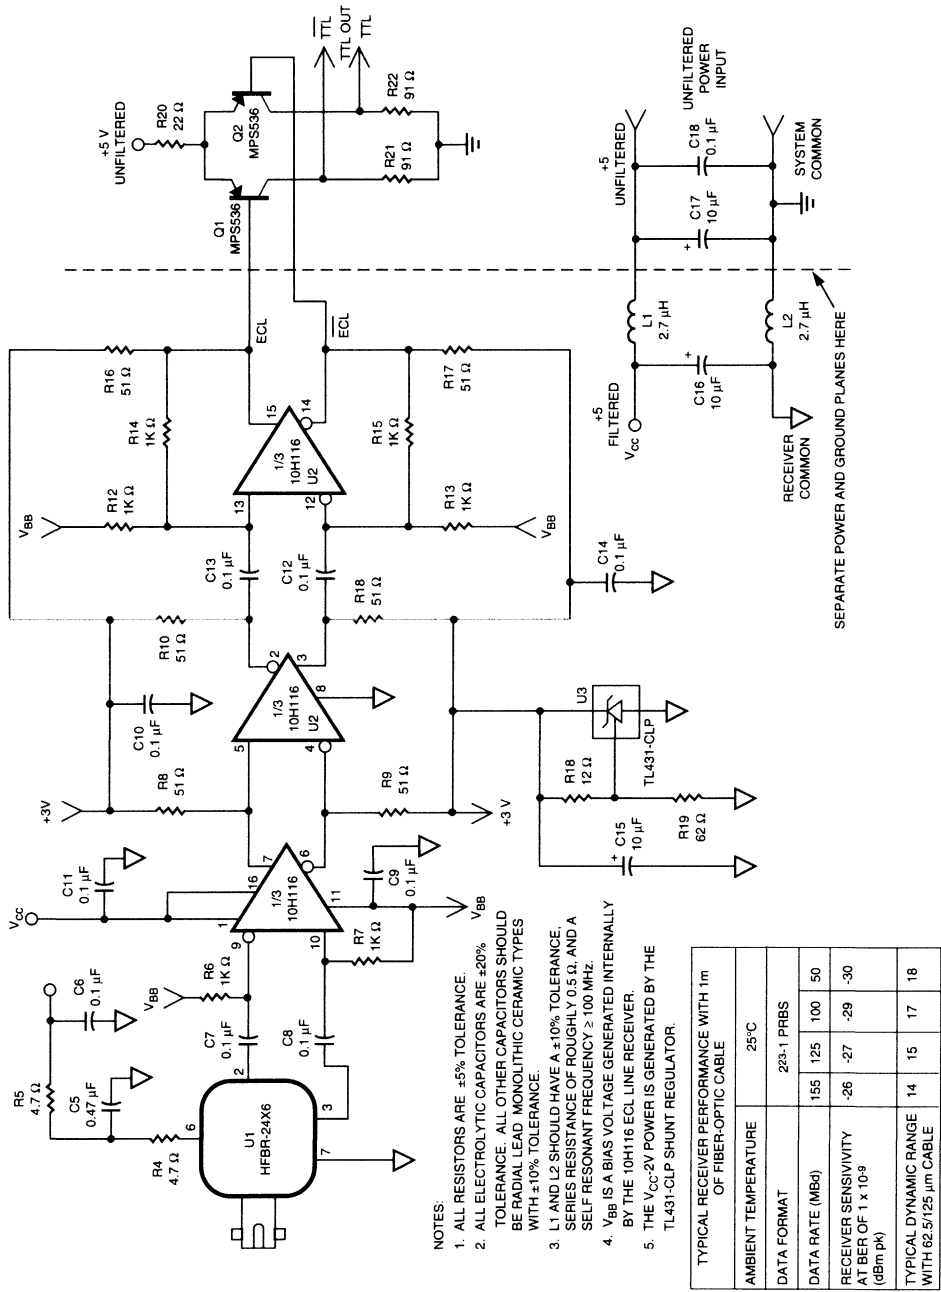 +5 V
UNFILTERED
R20
22 Ω
Q1
MPS536
Q2
MPS536
TTL
TTL OUT
TTL
R21
91 Ω
R22
91 Ω
ECL
ECL
R16
51 Ω
R14
1K Ω
R12
1K Ω
VBB
15
14
13
12
1/3
10H116
U2
R15
1K Ω
R17
51 Ω
R13
1K Ω
VBB
C13
0.1 µF
C12
0.1 µF
R10
51 Ω
R18
51 Ω
C14
0.1 µF
C10
0.1 µF
2
3
5
4
8
1/3
10H116
U2
+3V
R8
51 Ω
R9
51 Ω
+3 V
VCC
C11
0.1 µF
1
16
7
6
9
10
11
1/3
10H116
C9
0.1 µF
R7
1K Ω
VBB
VBB
R6
1K Ω
C7
0.1 µF
C8
0.1 µF
C6
0.1 µF
R5
4.7 Ω
C5
0.47 µF
R4
4.7 Ω
6
2
3
7
U1
HFBR-24X6
U3
TL431-CLP
R18
12 Ω
R19
62 Ω
C15
+
10 µF
+5
UNFILTERED
UNFILTERED
POWER
INPUT
C18
0.1 µF
C17
10 µF
+
SYSTEM
COMMON
L1
2.7 µH
L2
2.7 µH
C16
10 µF
+
+5
FILTERED
VCC
RECEIVER
COMMON
SEPARATE POWER AND GROUND PLANES HERE
NOTES:
1. ALL RESISTORS ARE ±5% TOLERANCE.
2. ALL ELECTROLYTIC CAPACITORS ARE ±20%
TOLERANCE. ALL OTHER CAPACITORS SHOULD
BE RADIAL LEAD MONOLITHIC CERAMIC TYPES
WITH ±10% TOLERANCE.
3. L1 AND L2 SHOULD HAVE A ±10% TOLERANCE,
SERIES RESISTANCE OF ROUGHLY 0.5 Ω, AND A
SELF RESONANT FREQUENCY ≥ 100 MHz.
4. VBB IS A BIAS VOLTAGE GENERATED INTERNALLY
BY THE 10H116 ECL LINE RECEIVER.
5. THE VCC-2V POWER IS GENERATED BY THE
TL431-CLP SHUNT REGULATOR.
TYPICAL RECEIVER PERFORMANCE WITH 1m
OF FIBER-OPTIC CABLE
AMBIENT TEMPERATURE 25°C
DATA FORMAT 2²³-1 PRBS
DATA RATE (MBd) 155 125 100 50
RECEIVER SENSIVITY
AT BER OF 1 x 10⁻⁹
(dBm pk) -26 -27 -29 -30
TYPICAL DYNAMIC RANGE
WITH 62.5/125 µm CABLE 14 15 17 18